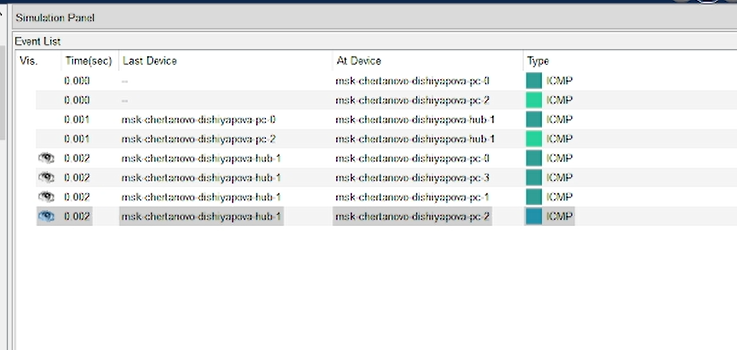 Simulation Panel
Event List
Vis. Time(sec) Last Device At Device Type
0.000 -- msk-chertanovo-dishiyapova-pc-0 ICMP
0.000 -- msk-chertanovo-dishiyapova-pc-2 ICMP
0.001 msk-chertanovo-dishiyapova-pc-0 msk-chertanovo-dishiyapova-hub-1 ICMP
0.001 msk-chertanovo-dishiyapova-pc-2 msk-chertanovo-dishiyapova-hub-1 ICMP
0.002 msk-chertanovo-dishiyapova-hub-1 msk-chertanovo-dishiyapova-pc-0 ICMP
0.002 msk-chertanovo-dishiyapova-hub-1 msk-chertanovo-dishiyapova-pc-3 ICMP
0.002 msk-chertanovo-dishiyapova-hub-1 msk-chertanovo-dishiyapova-pc-1 ICMP
0.002 msk-chertanovo-dishiyapova-hub-1 msk-chertanovo-dishiyapova-pc-2 ICMP